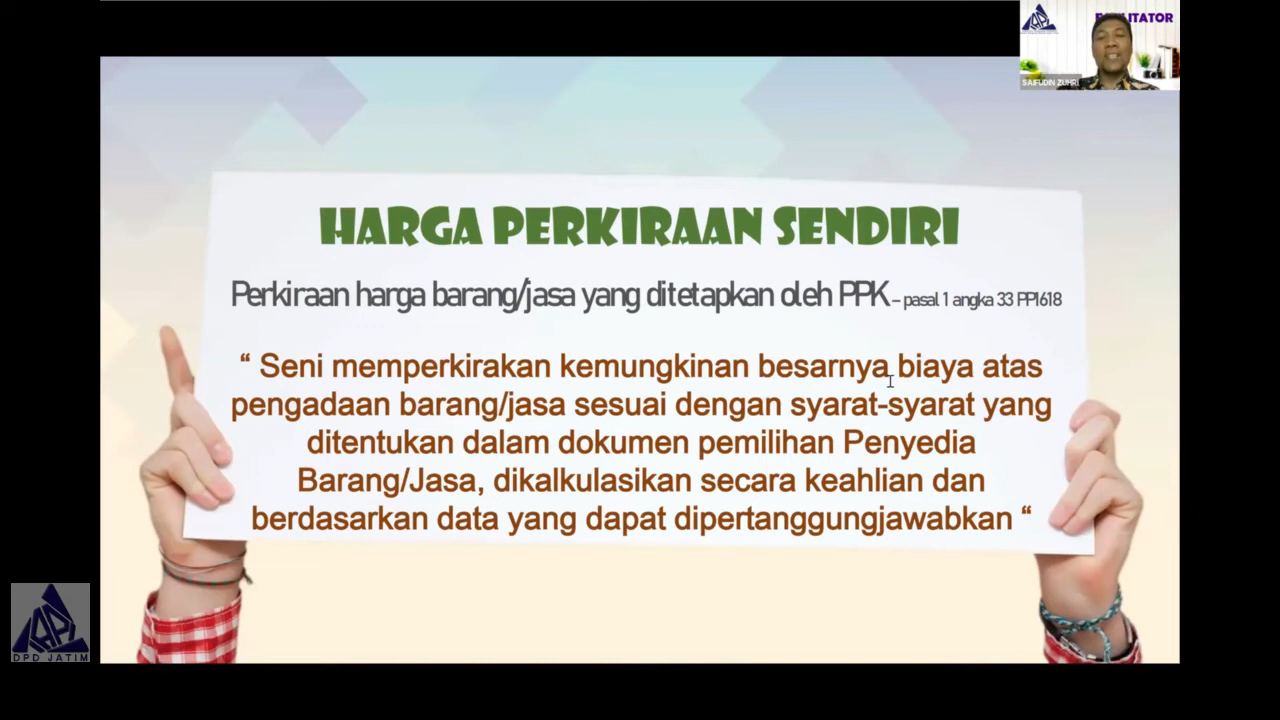 FACILITATOR
SAIFUDIN ZUHRI
HARGA PERKIRAAN SENDIRI
Perkiraan harga barang/jasa yang ditetapkan oleh PPK – pasal 1 angka 33 PP1618
“ Seni memperkirakan kemungkinan besarnya biaya atas
pengadaan barang/jasa sesuai dengan syarat-syarat yang
ditentukan dalam dokumen pemilihan Penyedia
Barang/Jasa, dikalkulasikan secara keahlian dan
berdasarkan data yang dapat dipertanggungjawabkan “
DPD JATIM